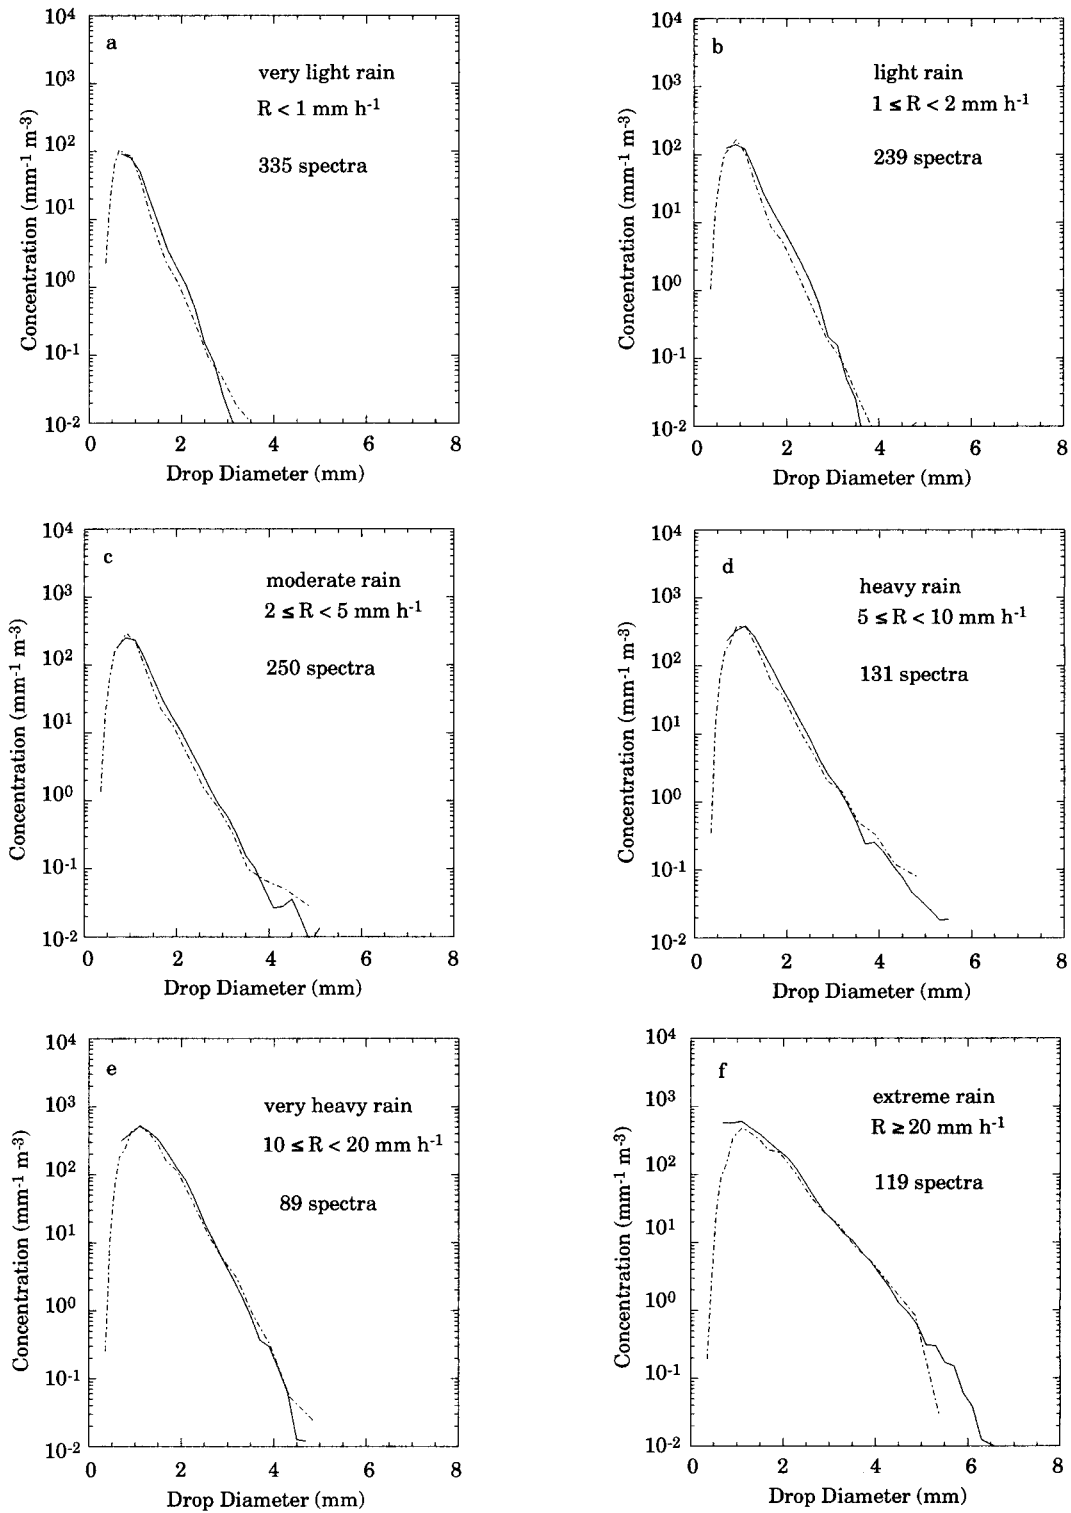 a
very light rain
R < 1 mm h⁻¹
335 spectra
10⁴
10³
10²
10¹
10⁰
10⁻¹
10⁻²
0 2 4 6 8
Concentration (mm⁻¹ m⁻³)
Drop Diameter (mm)
b
light rain
1 ≤ R < 2 mm h⁻¹
239 spectra
10⁴
10³
10²
10¹
10⁰
10⁻¹
10⁻²
0 2 4 6 8
Concentration (mm⁻¹ m⁻³)
Drop Diameter (mm)
c
moderate rain
2 ≤ R < 5 mm h⁻¹
250 spectra
10⁴
10³
10²
10¹
10⁰
10⁻¹
10⁻²
0 2 4 6 8
Concentration (mm⁻¹ m⁻³)
Drop Diameter (mm)
d
heavy rain
5 ≤ R < 10 mm h⁻¹
131 spectra
10⁴
10³
10²
10¹
10⁰
10⁻¹
10⁻²
0 2 4 6 8
Concentration (mm⁻¹ m⁻³)
Drop Diameter (mm)
e
very heavy rain
10 ≤ R < 20 mm h⁻¹
89 spectra
10⁴
10³
10²
10¹
10⁰
10⁻¹
10⁻²
0 2 4 6 8
Concentration (mm⁻¹ m⁻³)
Drop Diameter (mm)
f
extreme rain
R ≥ 20 mm h⁻¹
119 spectra
10⁴
10³
10²
10¹
10⁰
10⁻¹
10⁻²
0 2 4 6 8
Concentration (mm⁻¹ m⁻³)
Drop Diameter (mm)